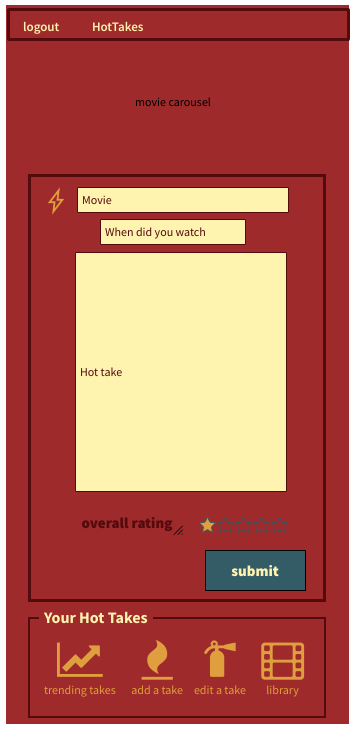 logout HotTakes
movie carousel
Movie
When did you watch
Hot take
overall rating
submit
Your Hot Takes
trending takes add a take edit a take library